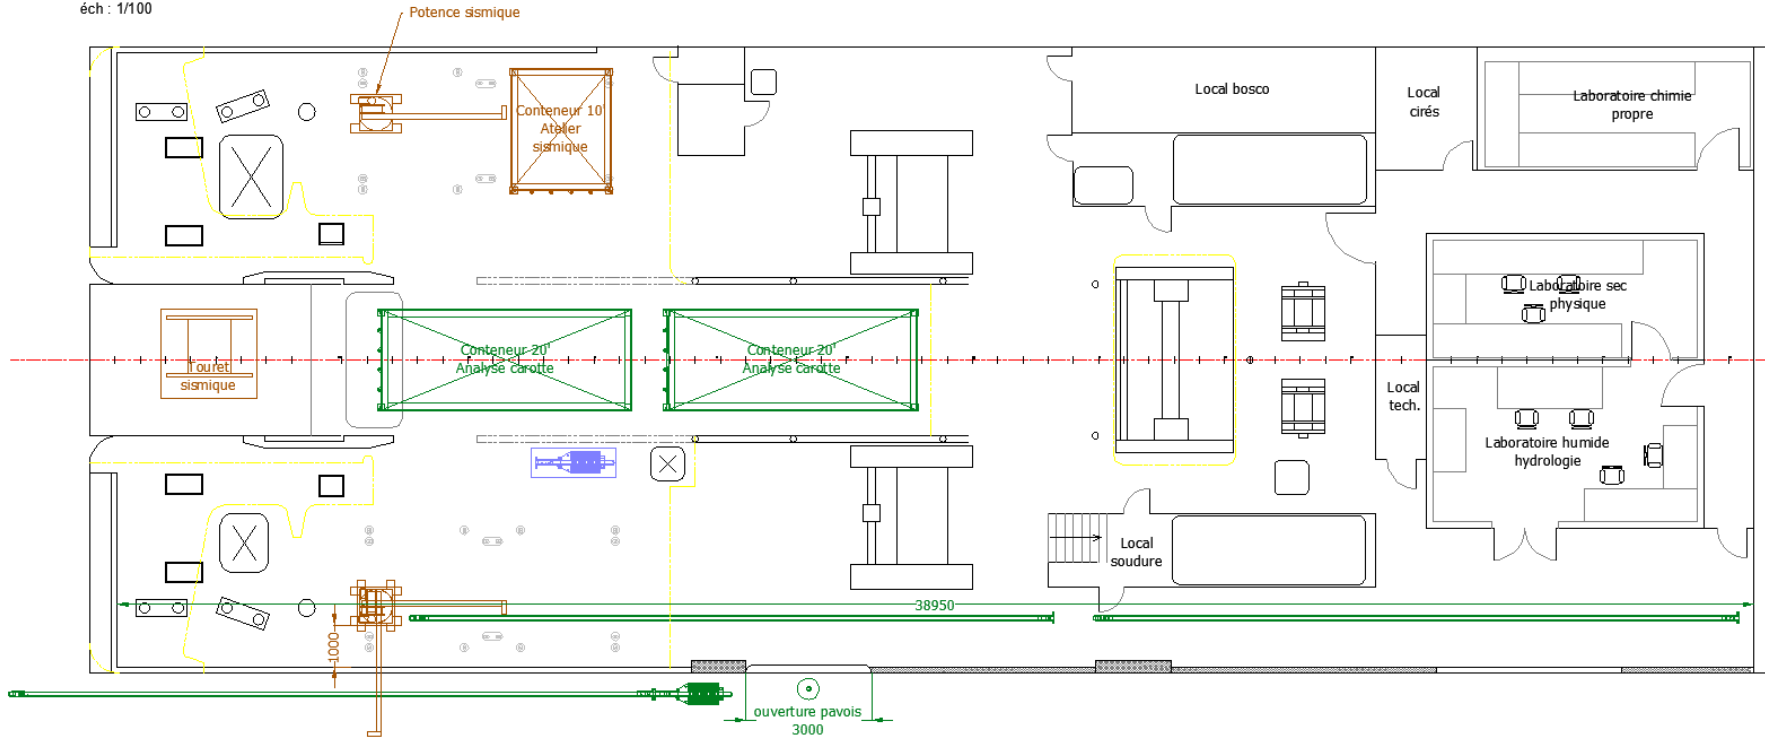 éch : 1/100
Potence sismique
Conteneur 10'
Atelier
sismique
Local bosco
Local
cirés
Laboratoire chimie
propre
Laboratoire sec
physique
Touret
sismique
Conteneur 20'
Analyse carotte
Conteneur 20'
Analyse carotte
Local
tech.
Laboratoire humide
hydrologie
Local
soudure
38950
1000
ouverture pavois
3000